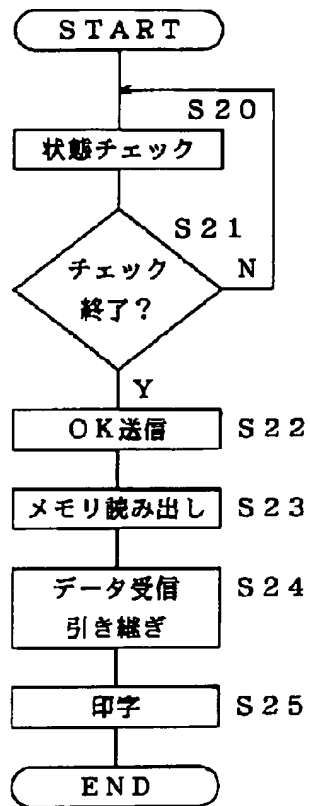 START
S20
状態チェック
S21
チェック
終了?
N
Y
OK送信
S22
メモリ読み出し
S23
データ受信
引き継ぎ
S24
印字
S25
END